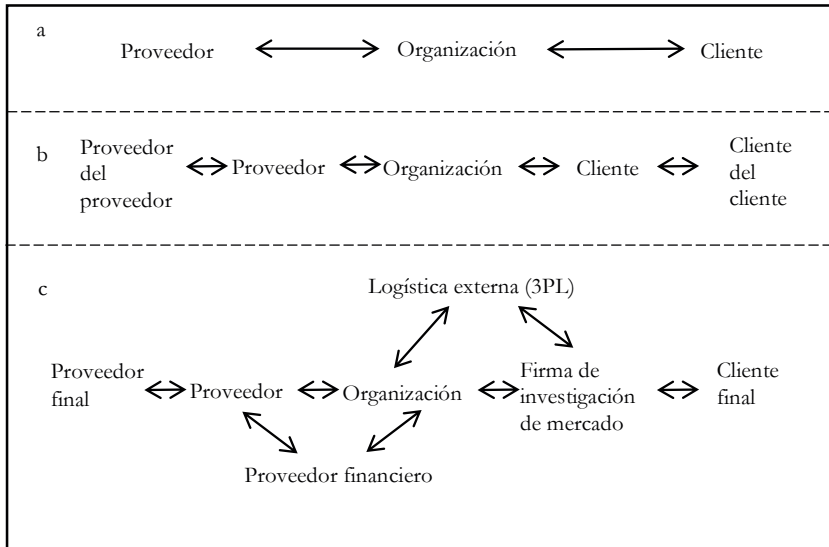 a
Proveedor Organización Cliente
b
Proveedor
del
proveedor
Proveedor
Organización
Cliente
Cliente
del
cliente
c
Logística externa (3PL)
Proveedor
final
Proveedor
Organización
Firma de
investigación
de mercado
Cliente
final
Proveedor financiero